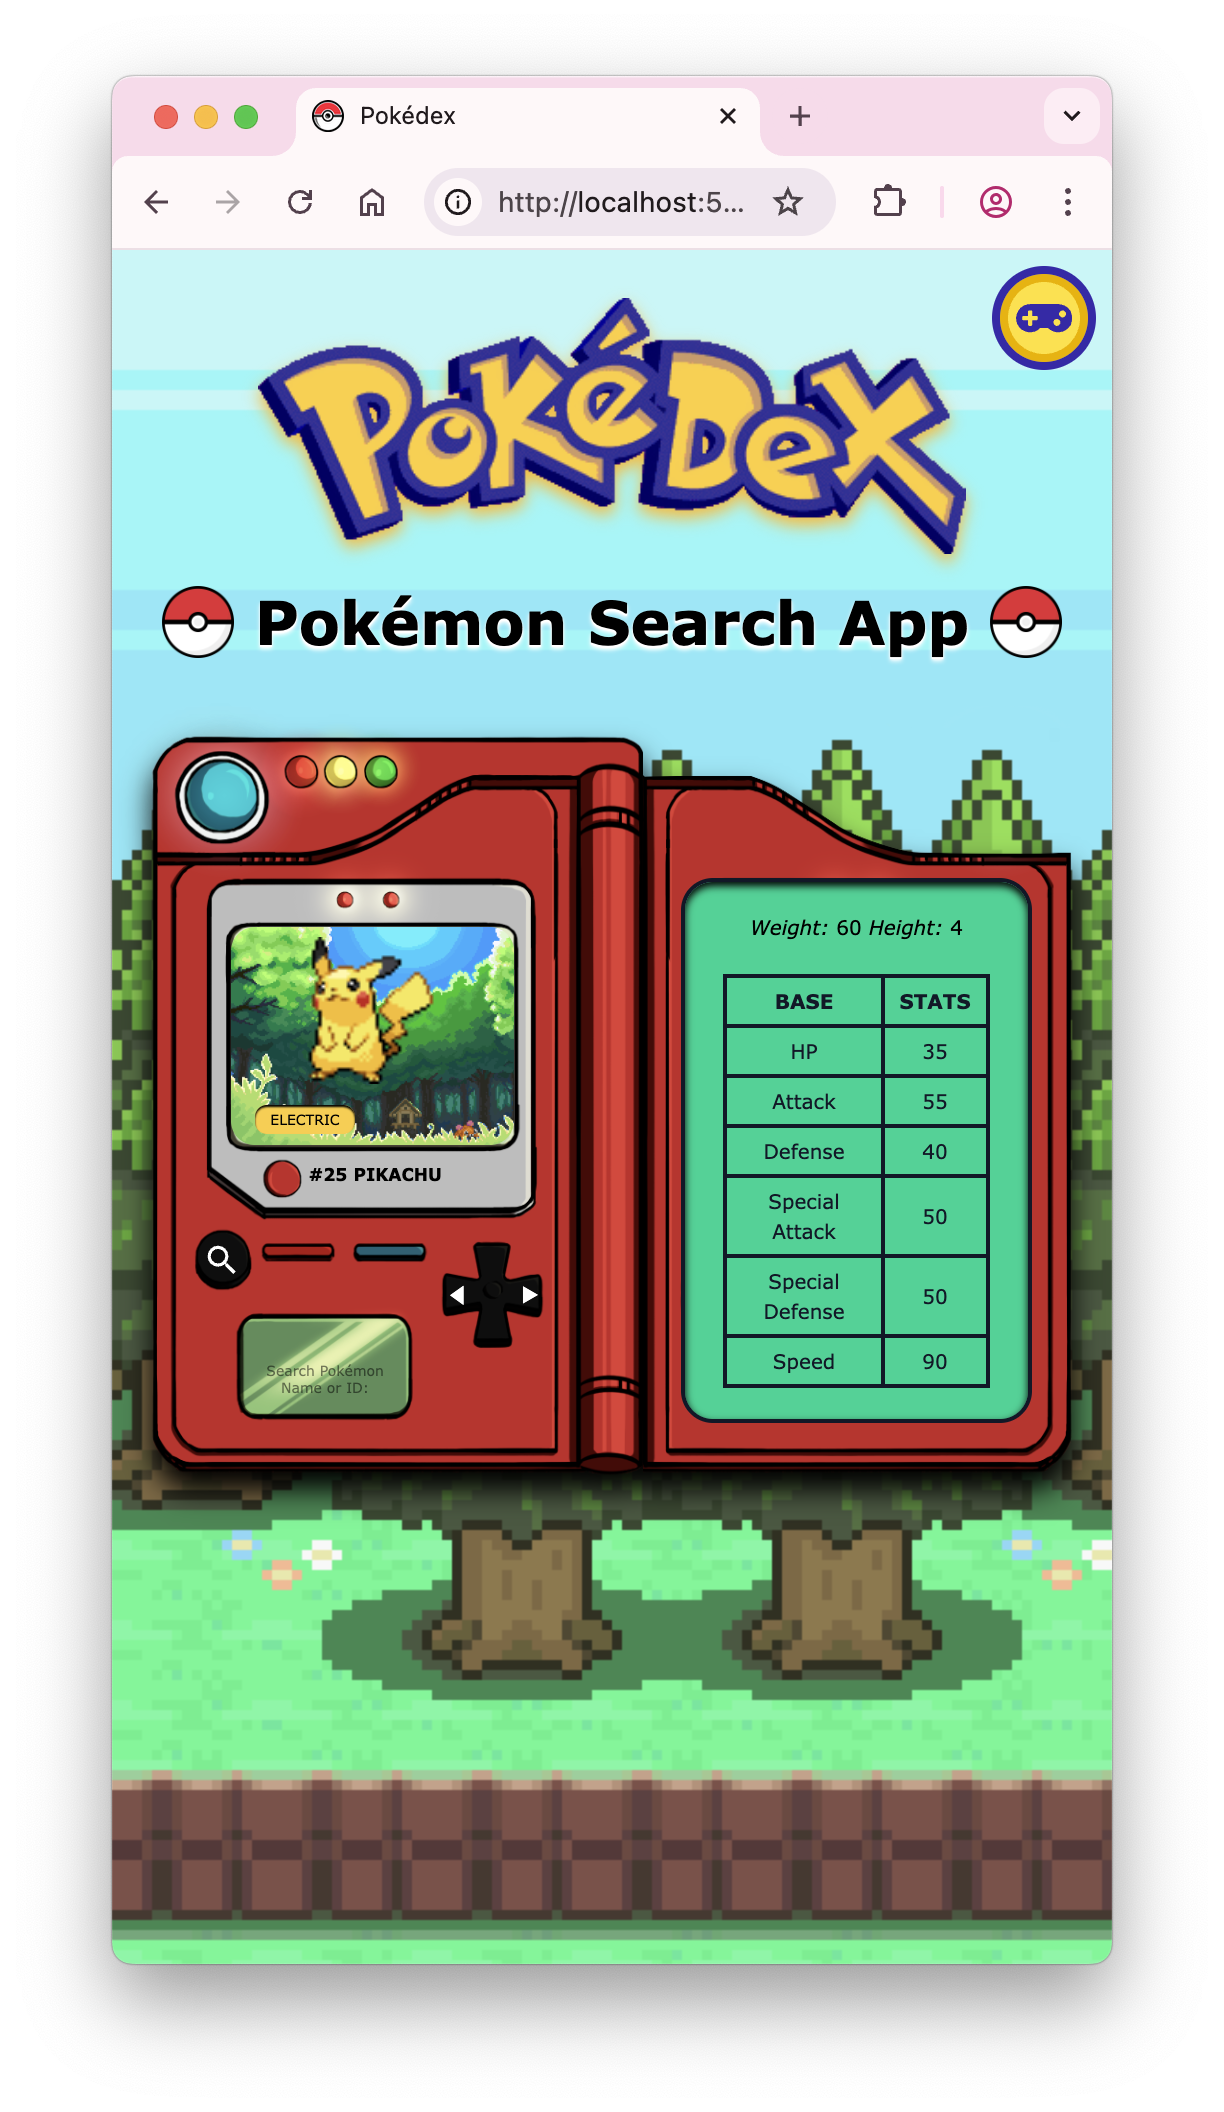 Pokédex
http://localhost:5...
PokéDex
Pokémon Search App
Weight: 60 Height: 4
BASE STATS
HP 35
Attack 55
Defense 40
Special
Attack
50
Special
Defense
50
Speed 90
ELECTRIC
#25 PIKACHU
Search Pokémon
Name or ID: